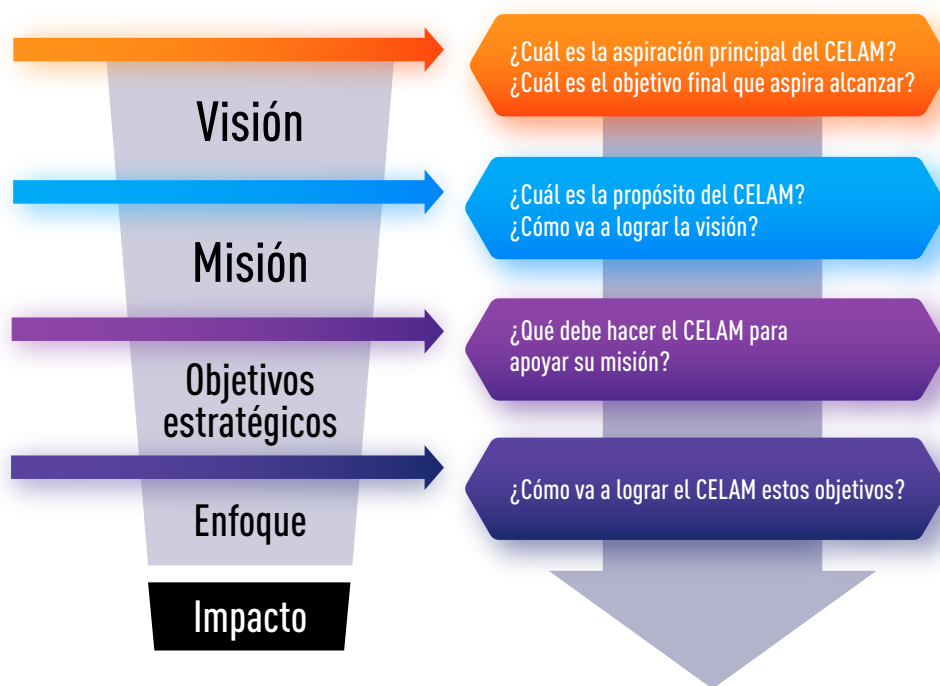 Visión
¿Cuál es la aspiración principal del CELAM?
¿Cuál es el objetivo final que aspira alcanzar?
Misión
¿Cuál es la propósito del CELAM?
¿Cómo va a lograr la visión?
Objetivos
estratégicos
¿Qué debe hacer el CELAM para
apoyar su misión?
Enfoque
¿Cómo va a lograr el CELAM estos objetivos?
Impacto